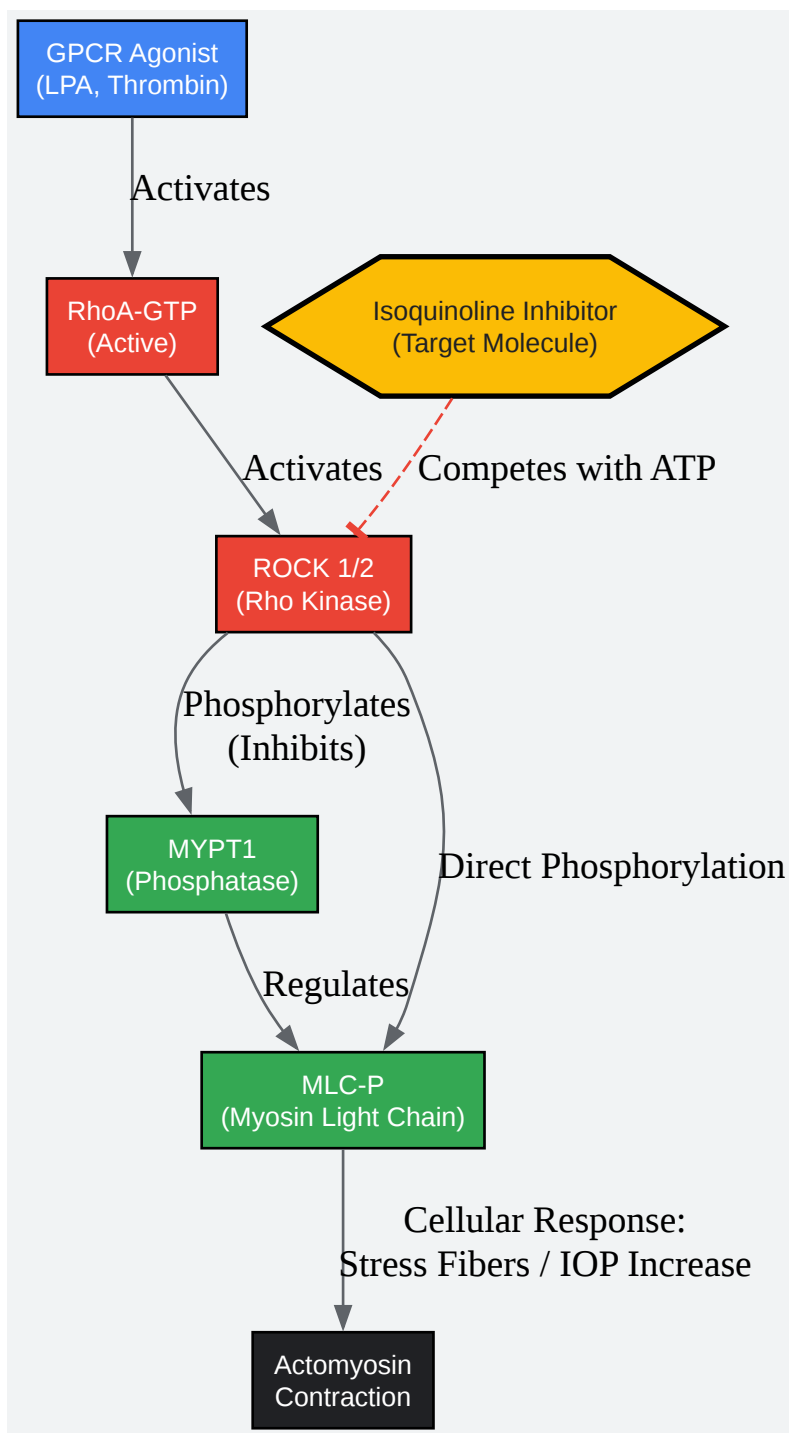 GPCR Agonist
(LPA, Thrombin)
Activates
RhoA-GTP
(Active)
Isoquinoline Inhibitor
(Target Molecule)
Activates
Competes with ATP
ROCK 1/2
(Rho Kinase)
Phosphorylates
(Inhibits)
MYPT1
(Phosphatase)
Direct Phosphorylation
Regulates
MLC-P
(Myosin Light Chain)
Cellular Response:
Stress Fibers / IOP Increase
Actomyosin
Contraction